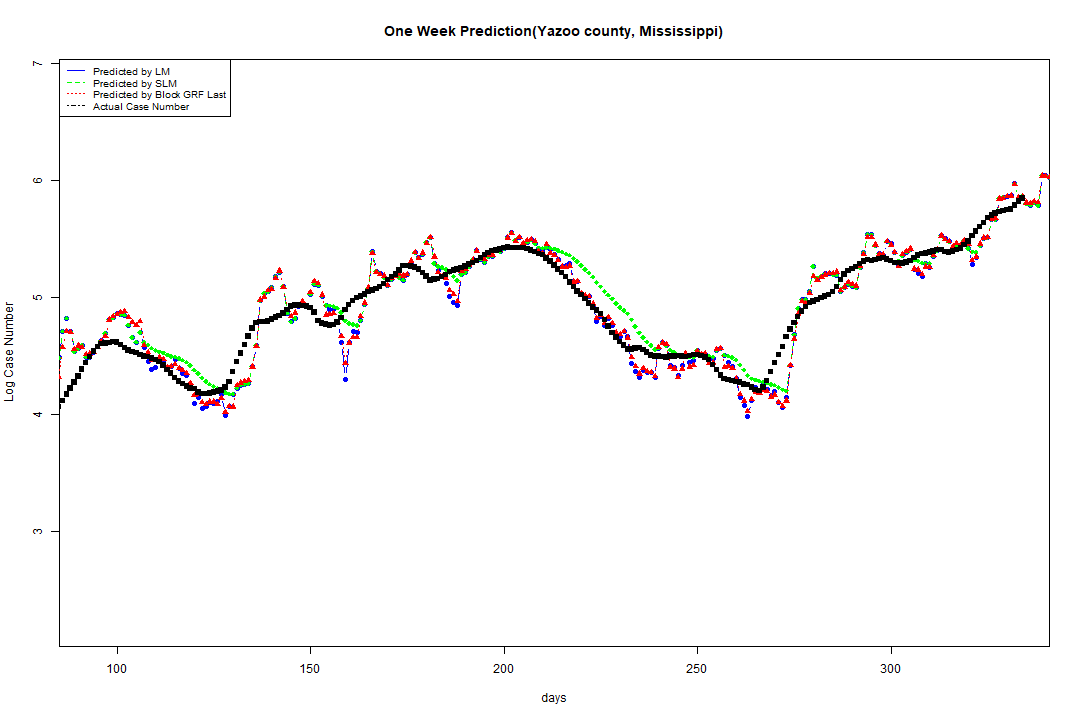 One Week Prediction(Yazoo county, Mississippi)
Predicted by LM
Predicted by SLM
Predicted by Block GRF Last
Actual Case Number
Log Case Number
7
6
5
4
3
100 150 200 250 300
days